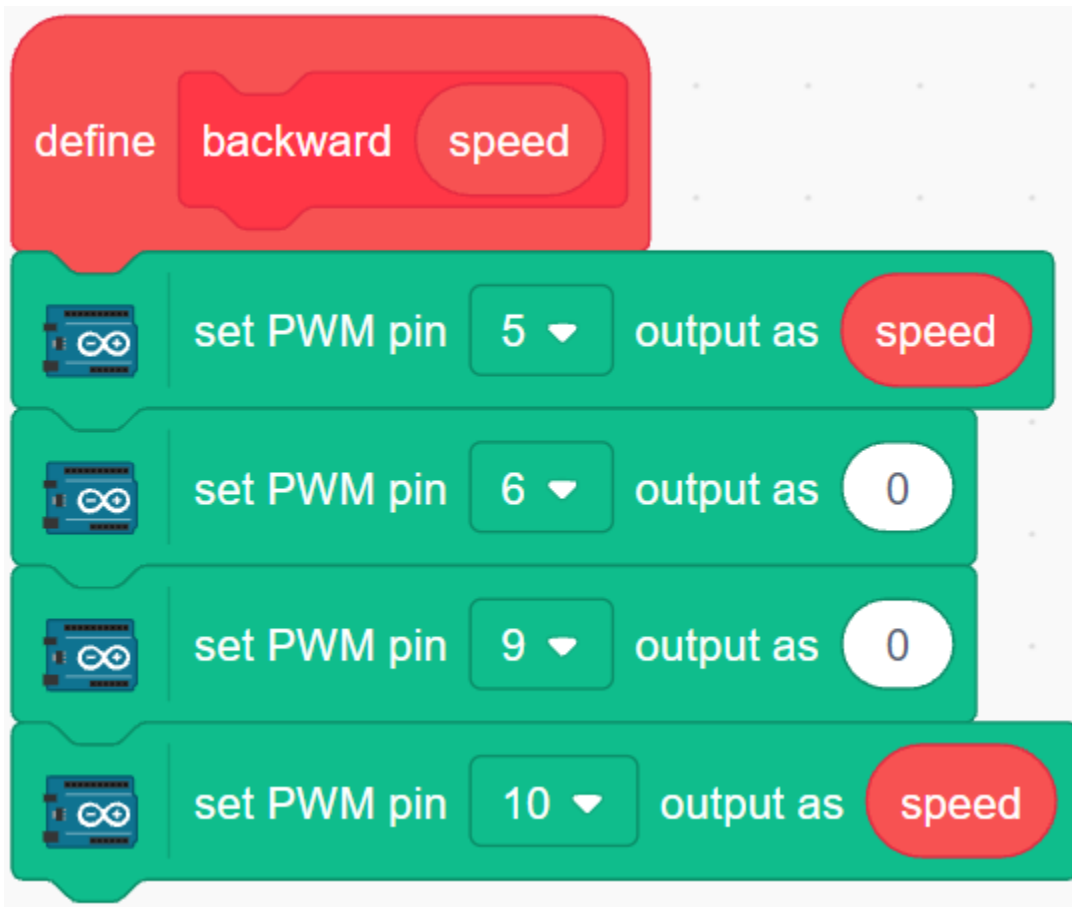 define backward speed
set PWM pin 5 output as speed
set PWM pin 6 output as 0
set PWM pin 9 output as 0
set PWM pin 10 output as speed